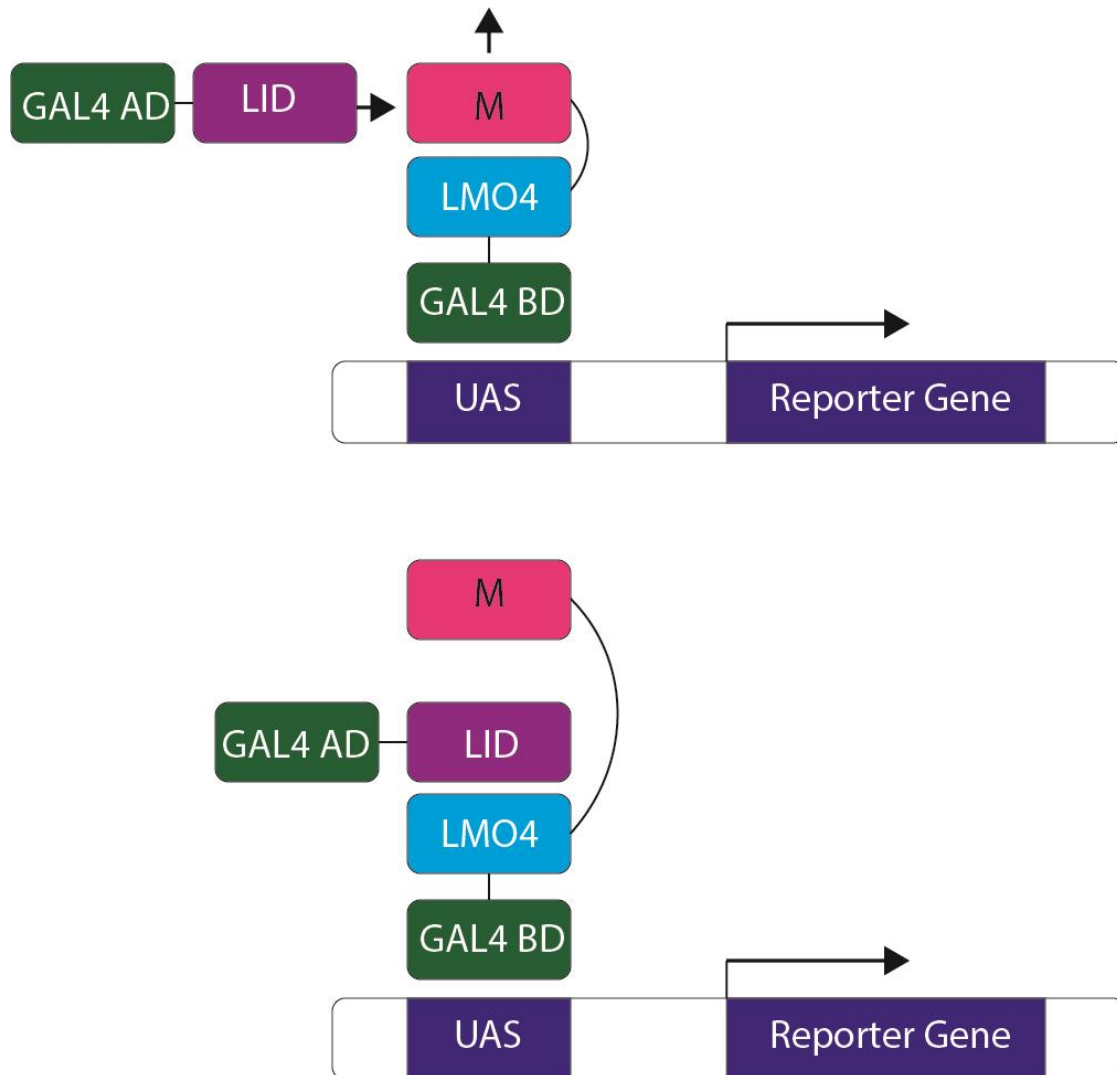 GAL4 AD
LID
M
LMO4
GAL4 BD
UAS
Reporter Gene
M
GAL4 AD
LID
LMO4
GAL4 BD
UAS
Reporter Gene